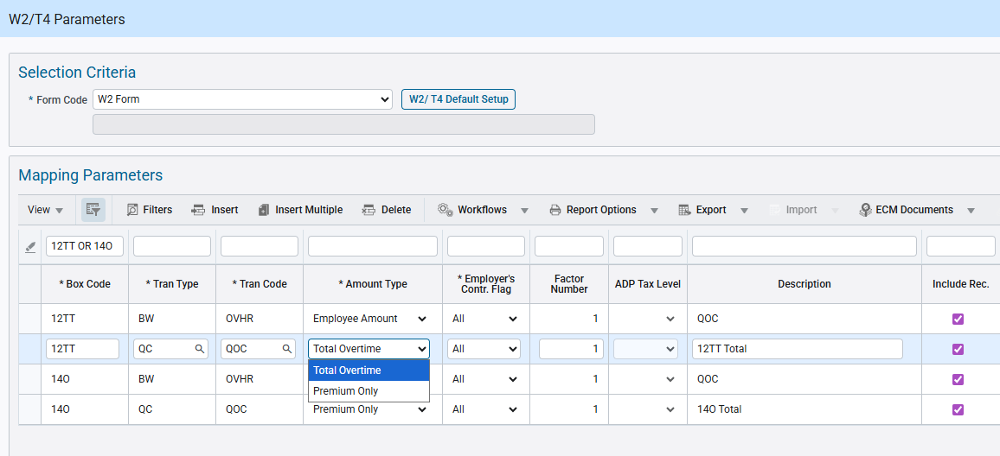 W2/T4 Parameters
Selection Criteria
* Form Code W2 Form W2/ T4 Default Setup
Mapping Parameters
View Filters Insert Insert Multiple Delete Workflows Report Options Export Import ECM Documents
12TT OR 14O
* Box Code * Tran Type * Tran Code * Amount Type * Employer's Contr. Flag Factor Number ADP Tax Level Description Include Rec.
12TT BW OVHR Employee Amount All 1 QOC
12TT QC QOC Total Overtime All 1 12TT Total
Total Overtime
14O BW OVHR All 1 QOC
Premium Only
14O QC QOC Premium Only All 1 14O Total